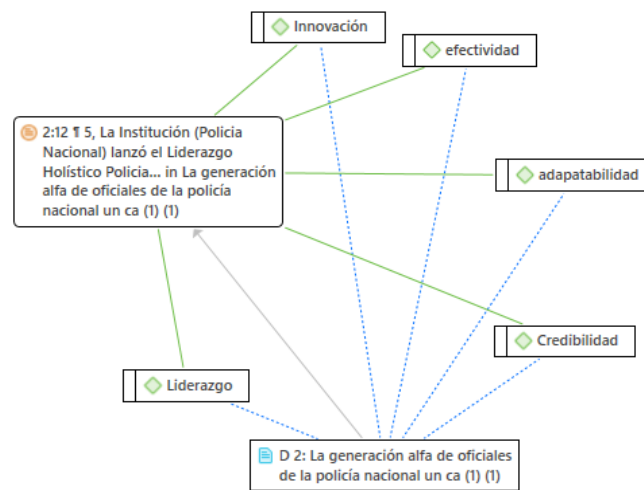 Innovación
efectividad
2:12 ¶ 5, La Institución (Policia
Nacional) lanzó el Liderazgo
Holístico Policia... in La generación
alfa de oficiales de la policía
nacional un ca (1) (1)
adapatabilidad
Credibilidad
Liderazgo
D 2: La generación alfa de oficiales
de la policía nacional un ca (1) (1)